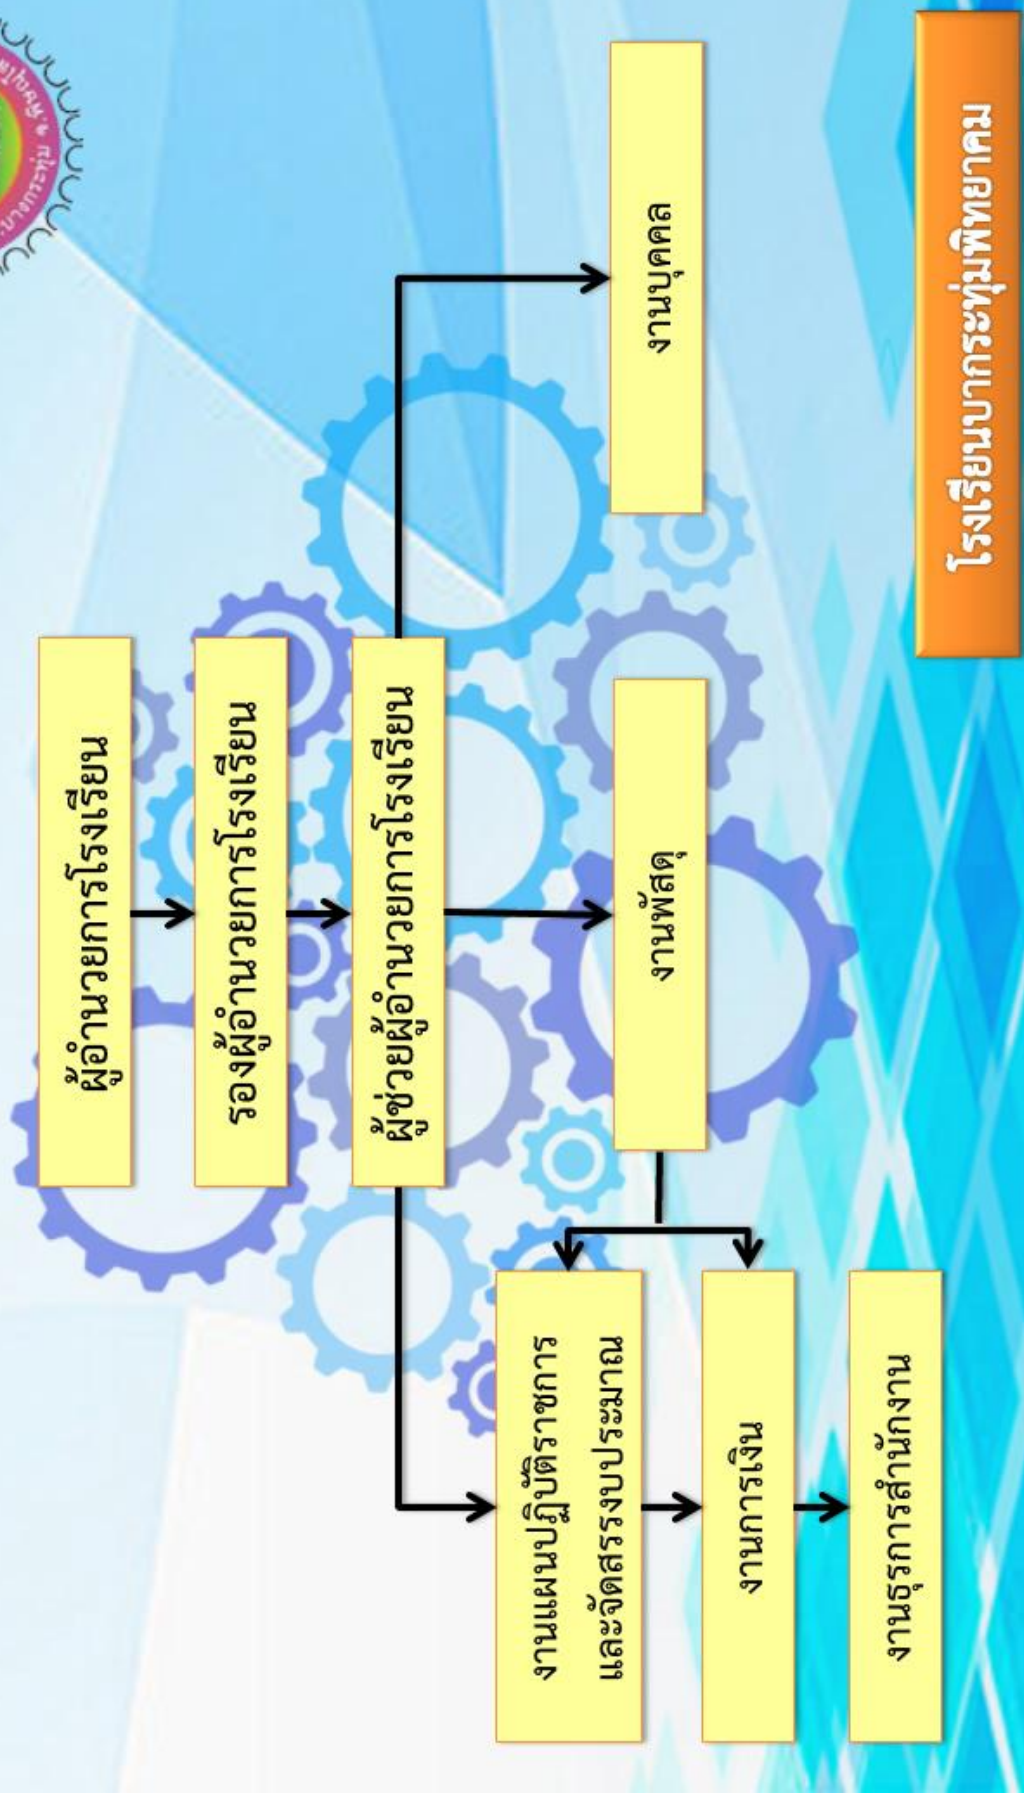 ผู้อำนวยการโรงเรียน
รองผู้อำนวยการโรงเรียน
ผู้ช่วยผู้อำนวยการโรงเรียน
งานแผนปฏิบัติราชการ
และจัดสรรงบประมาณ
งานพัสดุ
งานบุคคล
งานการเงิน
งานธุรการสำนักงาน
โรงเรียนบากระทุ่มพิทยาคม